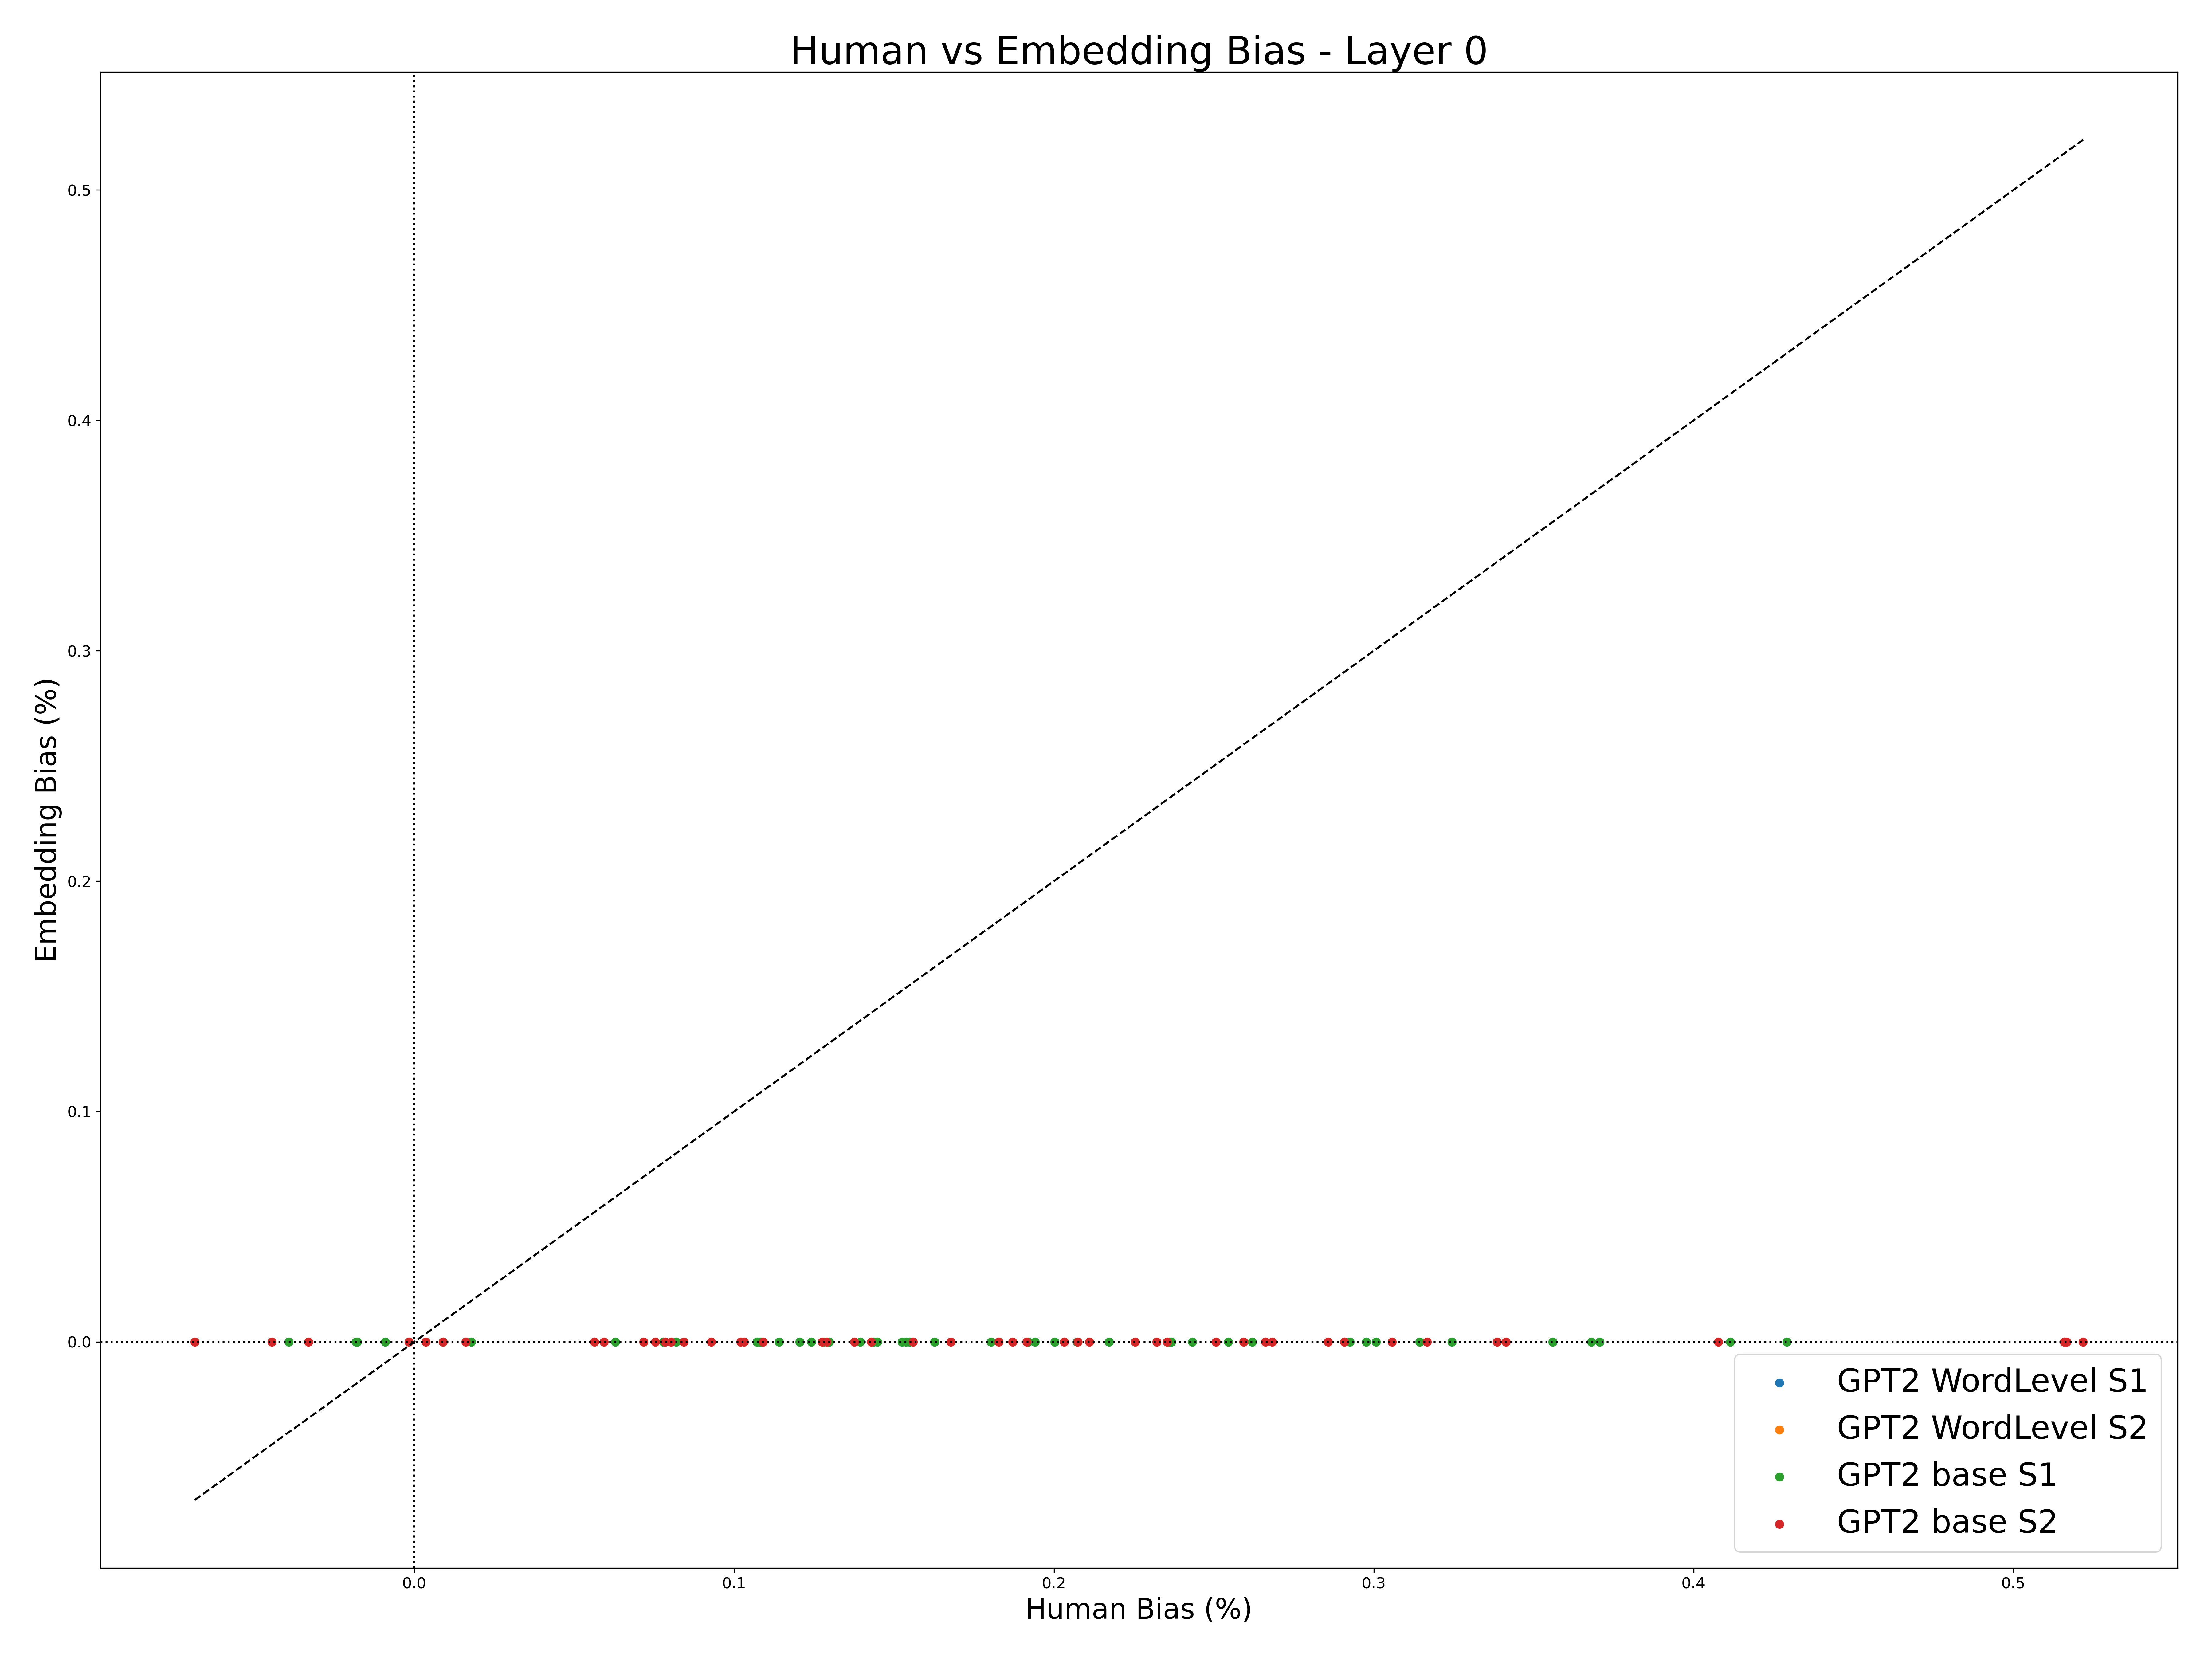 Human vs Embedding Bias - Layer 0
Embedding Bias (%)
0.5
0.4
0.3
0.2
0.1
0.0
0.0 0.1 0.2 0.3 0.4 0.5
Human Bias (%)
GPT2 WordLevel S1
GPT2 WordLevel S2
GPT2 base S1
GPT2 base S2